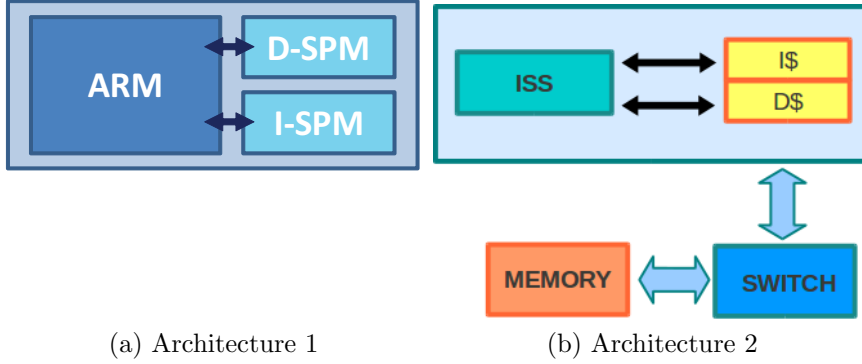 ARM
D-SPM
I-SPM
ISS
I$
D$
MEMORY
SWITCH
(a) Architecture 1
(b) Architecture 2